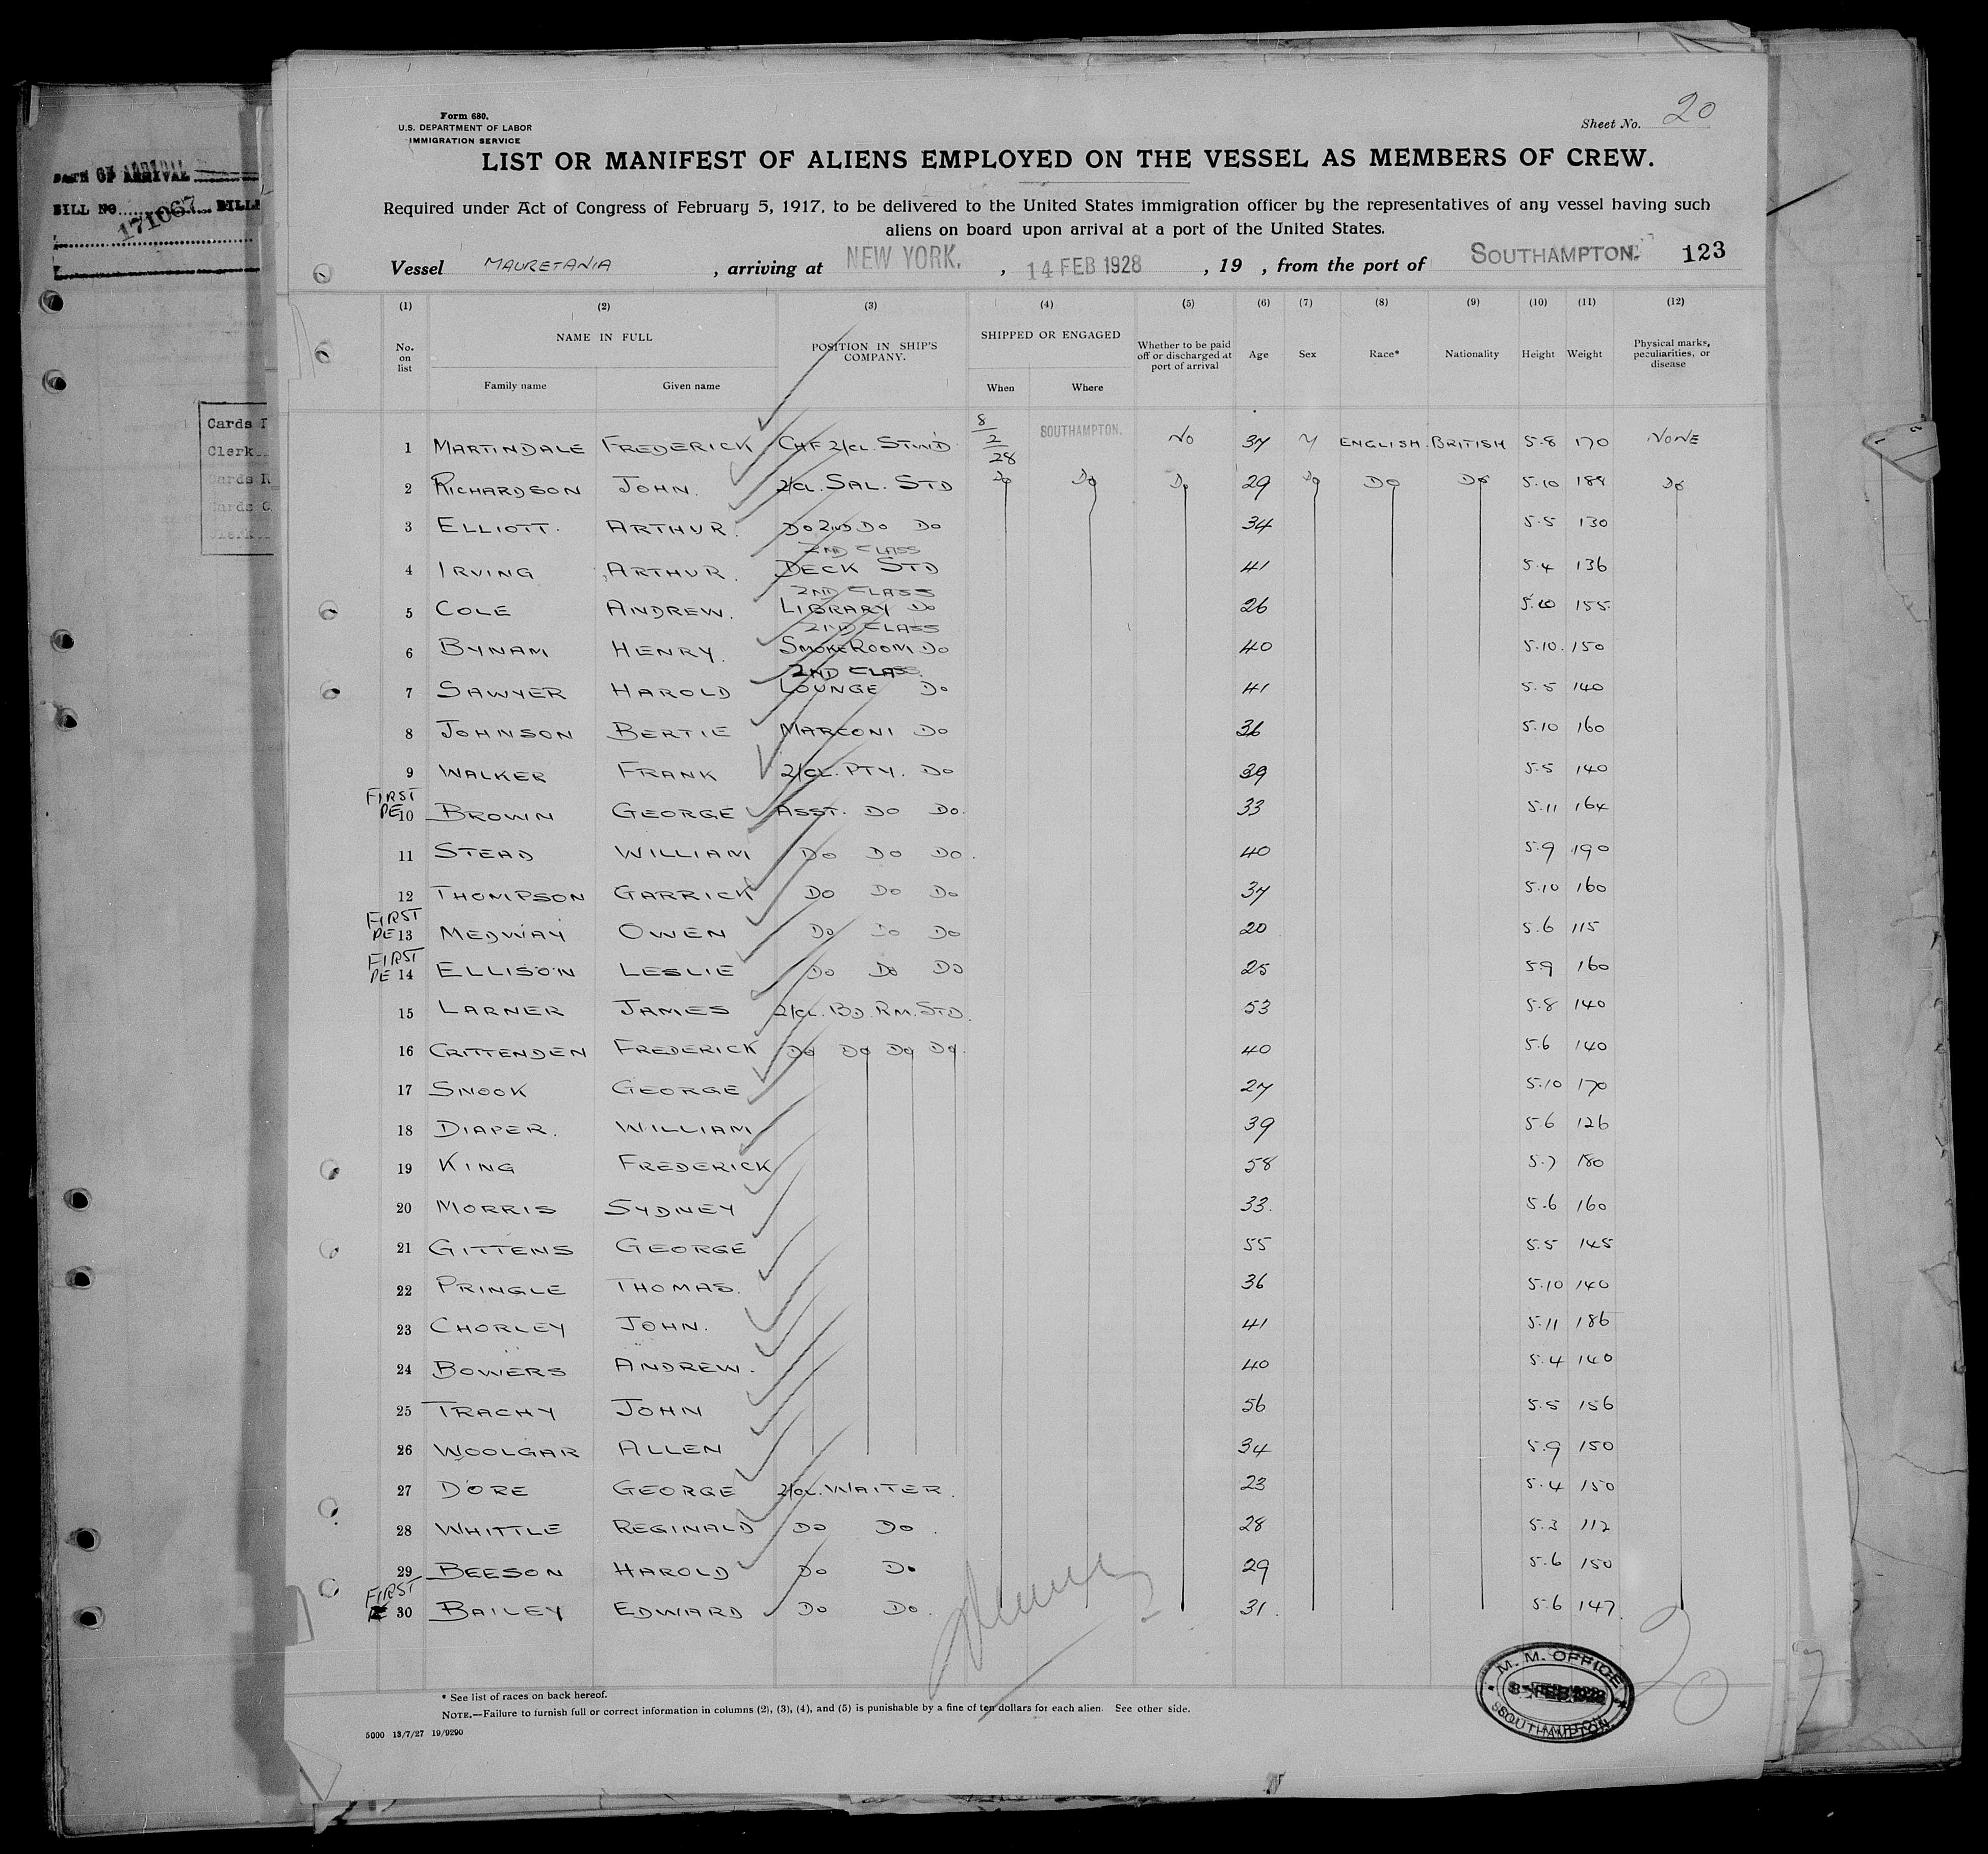 DATE OF ARRIVAL
BILL NO. 171067 BILL
Cards I
Clerk
Cards R
Cards C
Clerk
Form 680.
U.S. DEPARTMENT OF LABOR
IMMIGRATION SERVICE
Sheet No. 20
LIST OR MANIFEST OF ALIENS EMPLOYED ON THE VESSEL AS MEMBERS OF CREW.
Required under Act of Congress of February 5, 1917, to be delivered to the United States immigration officer by the representatives of any vessel having such
aliens on board upon arrival at a port of the United States.
Vessel MAURETANIA , arriving at NEW YORK. , 14 FEB 1928 , 19 , from the port of SOUTHAMPTON. 123
(1) (2) (3) (4) (5) (6) (7) (8) (9) (10) (11) (12)
No. on list NAME IN FULL POSITION IN SHIP'S COMPANY. SHIPPED OR ENGAGED Whether to be paid off or discharged at port of arrival Age Sex Race* Nationality Height Weight Physical marks, peculiarities, or disease
Family name Given name When Where
1 MARTINDALE FREDERICK CHF 2/CL. STW'D 8/2/28 SOUTHAMPTON. NO 37 M ENGLISH BRITISH 5.8 170 NONE
2 RICHARDSON JOHN. 2/CL. SAL. STD Do Do Do 29 Do Do Do 5.10 188 Do
3 ELLIOTT. ARTHUR. Do 2ND Do Do 34 5.5 130
2ND CLASS
4 IRVING ARTHUR. DECK STD 41 5.4 136
2ND CLASS
5 COLE ANDREW. LIBRARY Do 26 5.10 155
2ND CLASS
6 BYNAM HENRY. SMOKE ROOM Do 40 5.10. 150
2ND CLASS
7 SAWYER HAROLD LOUNGE Do 41 5.5 140
8 JOHNSON BERTIE MARCONI Do 36 5.10 160
9 WALKER FRANK 2/CL. PTY. Do 39 5.5 140
FIRST
PE 10 BROWN GEORGE ASST. Do Do. 33 5.11 164
11 STEAD WILLIAM Do Do Do. 40 5.9 190
12 THOMPSON GARRICK Do Do Do 37 5.10 160
FIRST
PE 13 MEDWAY OWEN Do Do Do 20 5.6 115
FIRST
PE 14 ELLISON LESLIE Do Do Do 25 5.9 160
15 LARNER JAMES 2/CL. BD. RM. STD. 53 5.8 140
16 CRITTENDEN FREDERICK Do Do Do Do. 40 5.6 140
17 SNOOK GEORGE 27 5.10 170
18 DIAPER. WILLIAM 39 5.6 126
19 KING FREDERICK 58 5.7 180
20 MORRIS SYDNEY 33. 5.6 160
21 GITTENS GEORGE 55 5.5 145
22 PRINGLE THOMAS. 36 5.10 140
23 CHORLEY JOHN. 41 5.11 186
24 BOWERS ANDREW. 40 5.4 140
25 TRACHY JOHN 56 5.5 156
26 WOOLGAR ALLEN 34 5.9 150
27 DORE GEORGE 2/CL. WAITER. 23 5.4 150
28 WHITTLE REGINALD Do Do. 28 5.3 112
29 BEESON HAROLD Do Do 29 5.6 150
FIRST
PE 30 BAILEY EDWARD Do Do. 31. 5.6 147.
20
M. M. OFFICE
SOUTHAMPTON.
* See list of races on back hereof.
NOTE.—Failure to furnish full or correct information in columns (2), (3), (4), and (5) is punishable by a fine of ten dollars for each alien. See other side.
5000 13/7/27 19/9290